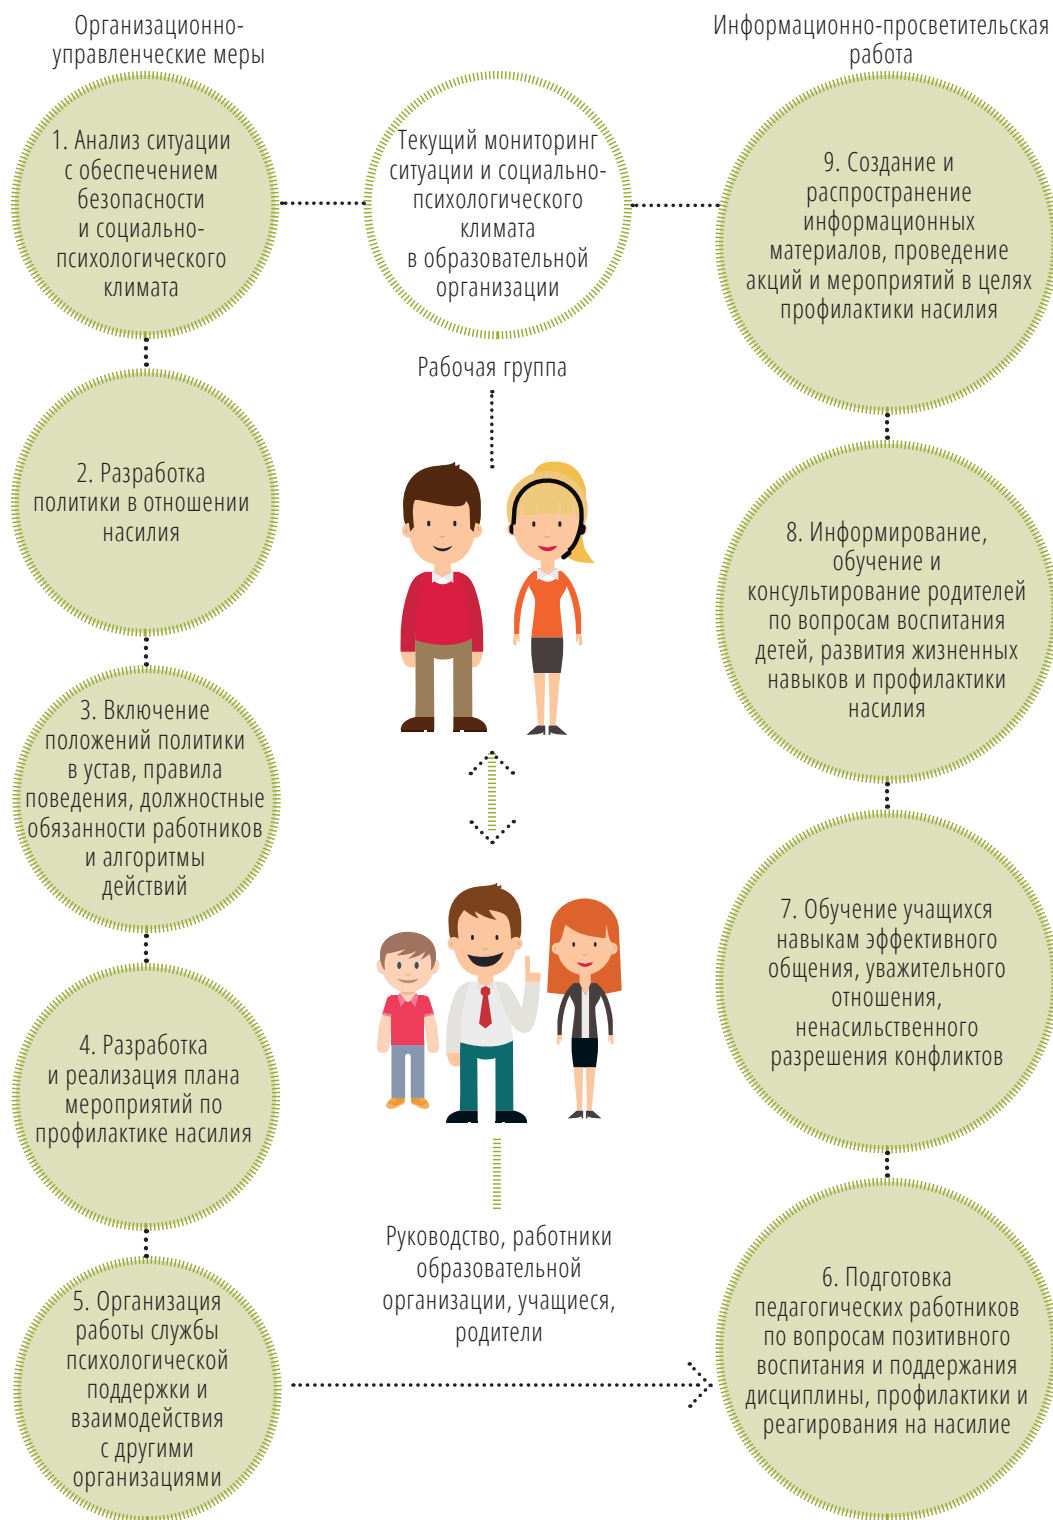 Организационно-
управленческие меры
1. Анализ ситуации
с обеспечением
безопасности
и социально-
психологического
климата
2. Разработка
политики в отношении
насилия
3. Включение
положений политики
в устав, правила
поведения, должностные
обязанности работников
и алгоритмы
действий
4. Разработка
и реализация плана
мероприятий по
профилактике насилия
5. Организация
работы службы
психологической
поддержки и
взаимодействия
с другими
организациями
Текущий мониторинг
ситуации и социально-
психологического
климата
в образовательной
организации
Рабочая группа
Руководство, работники
образовательной
организации, учащиеся,
родители
Информационно-просветительская
работа
9. Создание и
распространение
информационных
материалов, проведение
акций и мероприятий в целях
профилактики насилия
8. Информирование,
обучение и
консультирование родителей
по вопросам воспитания
детей, развития жизненных
навыков и профилактики
насилия
7. Обучение учащихся
навыкам эффективного
общения, уважительного
отношения,
ненасильственного
разрешения конфликтов
6. Подготовка
педагогических работников
по вопросам позитивного
воспитания и поддержания
дисциплины, профилактики и
реагирования на насилие